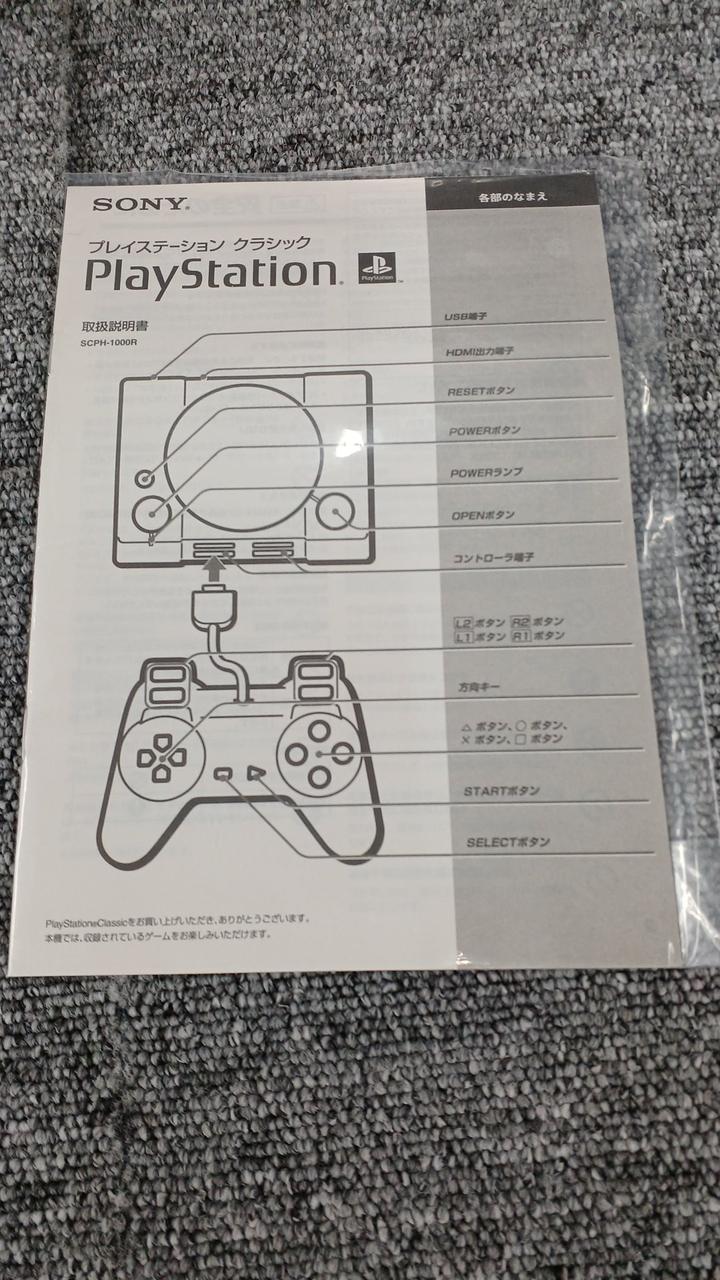 SONY®
各部のなまえ
プレイステーション クラシック
PlayStation®
PlayStation
™
取扱説明書
SCPH-1000R
USB端子
HDMI出力端子
RESETボタン
POWERボタン
POWERランプ
OPENボタン
コントローラ端子
L2 ボタン R2 ボタン
L1 ボタン R1 ボタン
方向キー
△ ボタン、○ ボタン、
× ボタン、□ ボタン
STARTボタン
SELECTボタン
PlayStation®Classicをお買い上げいただき、ありがとうございます。
本機では、収録されているゲームをお楽しみいただけます。